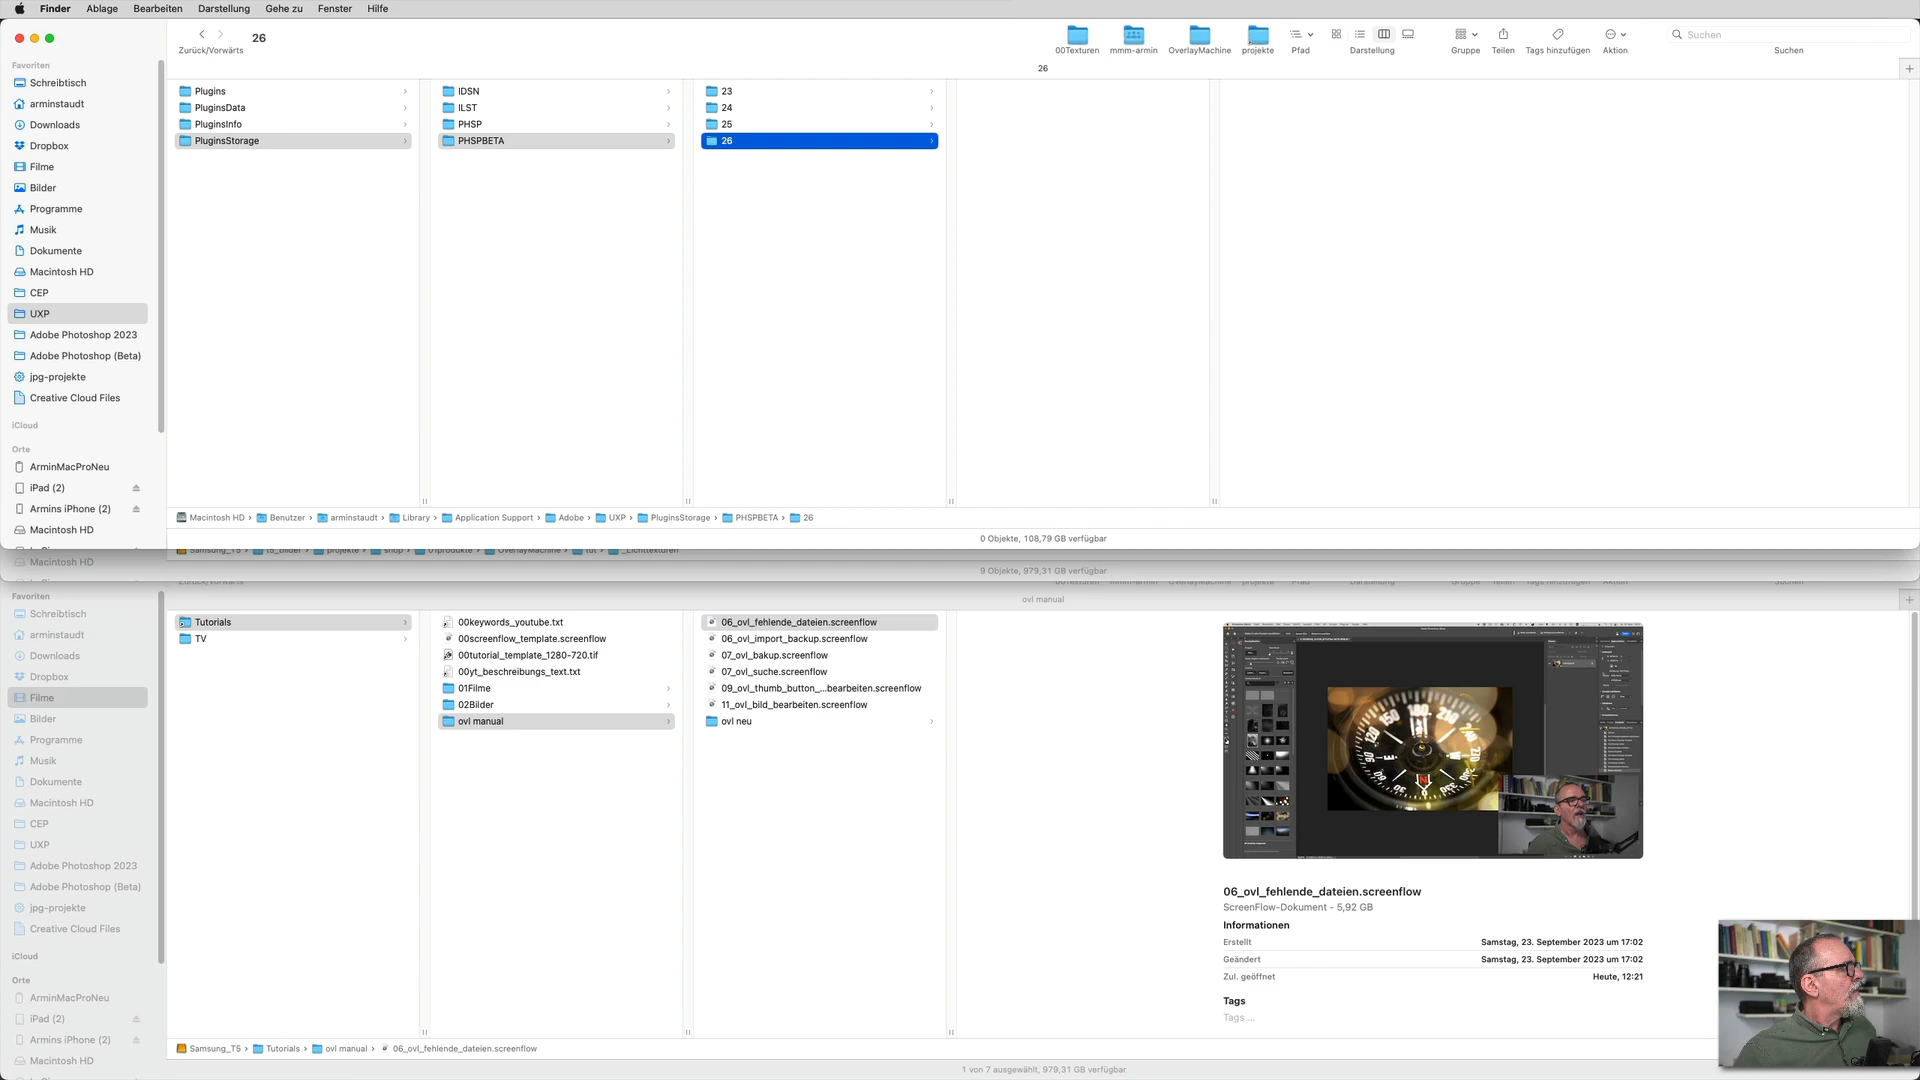 Finder Ablage Bearbeiten Darstellung Gehe zu Fenster Hilfe
Zurück/Vorwärts
26
00Texturen
mmm-armin
OverlayMachine
projekte
Pfad
Darstellung
Gruppe
Teilen
Tags hinzufügen
Aktion
Suchen
Suchen
26
Favoriten
Schreibtisch
arminstaudt
Downloads
Dropbox
Filme
Bilder
Programme
Musik
Dokumente
Macintosh HD
CEP
UXP
Adobe Photoshop 2023
Adobe Photoshop (Beta)
jpg-projekte
Creative Cloud Files
iCloud
Orte
ArminMacProNeu
iPad (2)
Armins iPhone (2)
Macintosh HD
Plugins
PluginsData
PluginsInfo
PluginsStorage
IDSN
ILST
PHSP
PHSPBETA
23
24
25
26
Macintosh HD › Benutzer › arminstaudt › Library › Application Support › Adobe › UXP › PluginsStorage › PHSPBETA › 26
0 Objekte, 108,79 GB verfügbar
Macintosh HD
9 Objekte, 979,31 GB verfügbar
ovl manual
Favoriten
Schreibtisch
arminstaudt
Downloads
Dropbox
Filme
Bilder
Programme
Musik
Dokumente
Macintosh HD
CEP
UXP
Adobe Photoshop 2023
Adobe Photoshop (Beta)
jpg-projekte
Creative Cloud Files
iCloud
Orte
ArminMacProNeu
iPad (2)
Armins iPhone (2)
Macintosh HD
Tutorials
TV
00keywords_youtube.txt
00screenflow_template.screenflow
00tutorial_template_1280-720.tif
00yt_beschreibungs_text.txt
01Filme
02Bilder
ovl manual
06_ovl_fehlende_dateien.screenflow
06_ovl_import_backup.screenflow
07_ovl_bakup.screenflow
07_ovl_suche.screenflow
09_ovl_thumb_button_...bearbeiten.screenflow
11_ovl_bild_bearbeiten.screenflow
ovl neu
06_ovl_fehlende_dateien.screenflow
ScreenFlow-Dokument - 5,92 GB
Informationen
Erstellt Samstag, 23. September 2023 um 17:02
Geändert Samstag, 23. September 2023 um 17:02
Zul. geöffnet Heute, 12:21
Tags
Tags ...
Samsung_T5 › Tutorials › ovl manual › 06_ovl_fehlende_dateien.screenflow
1 von 7 ausgewählt, 979,31 GB verfügbar